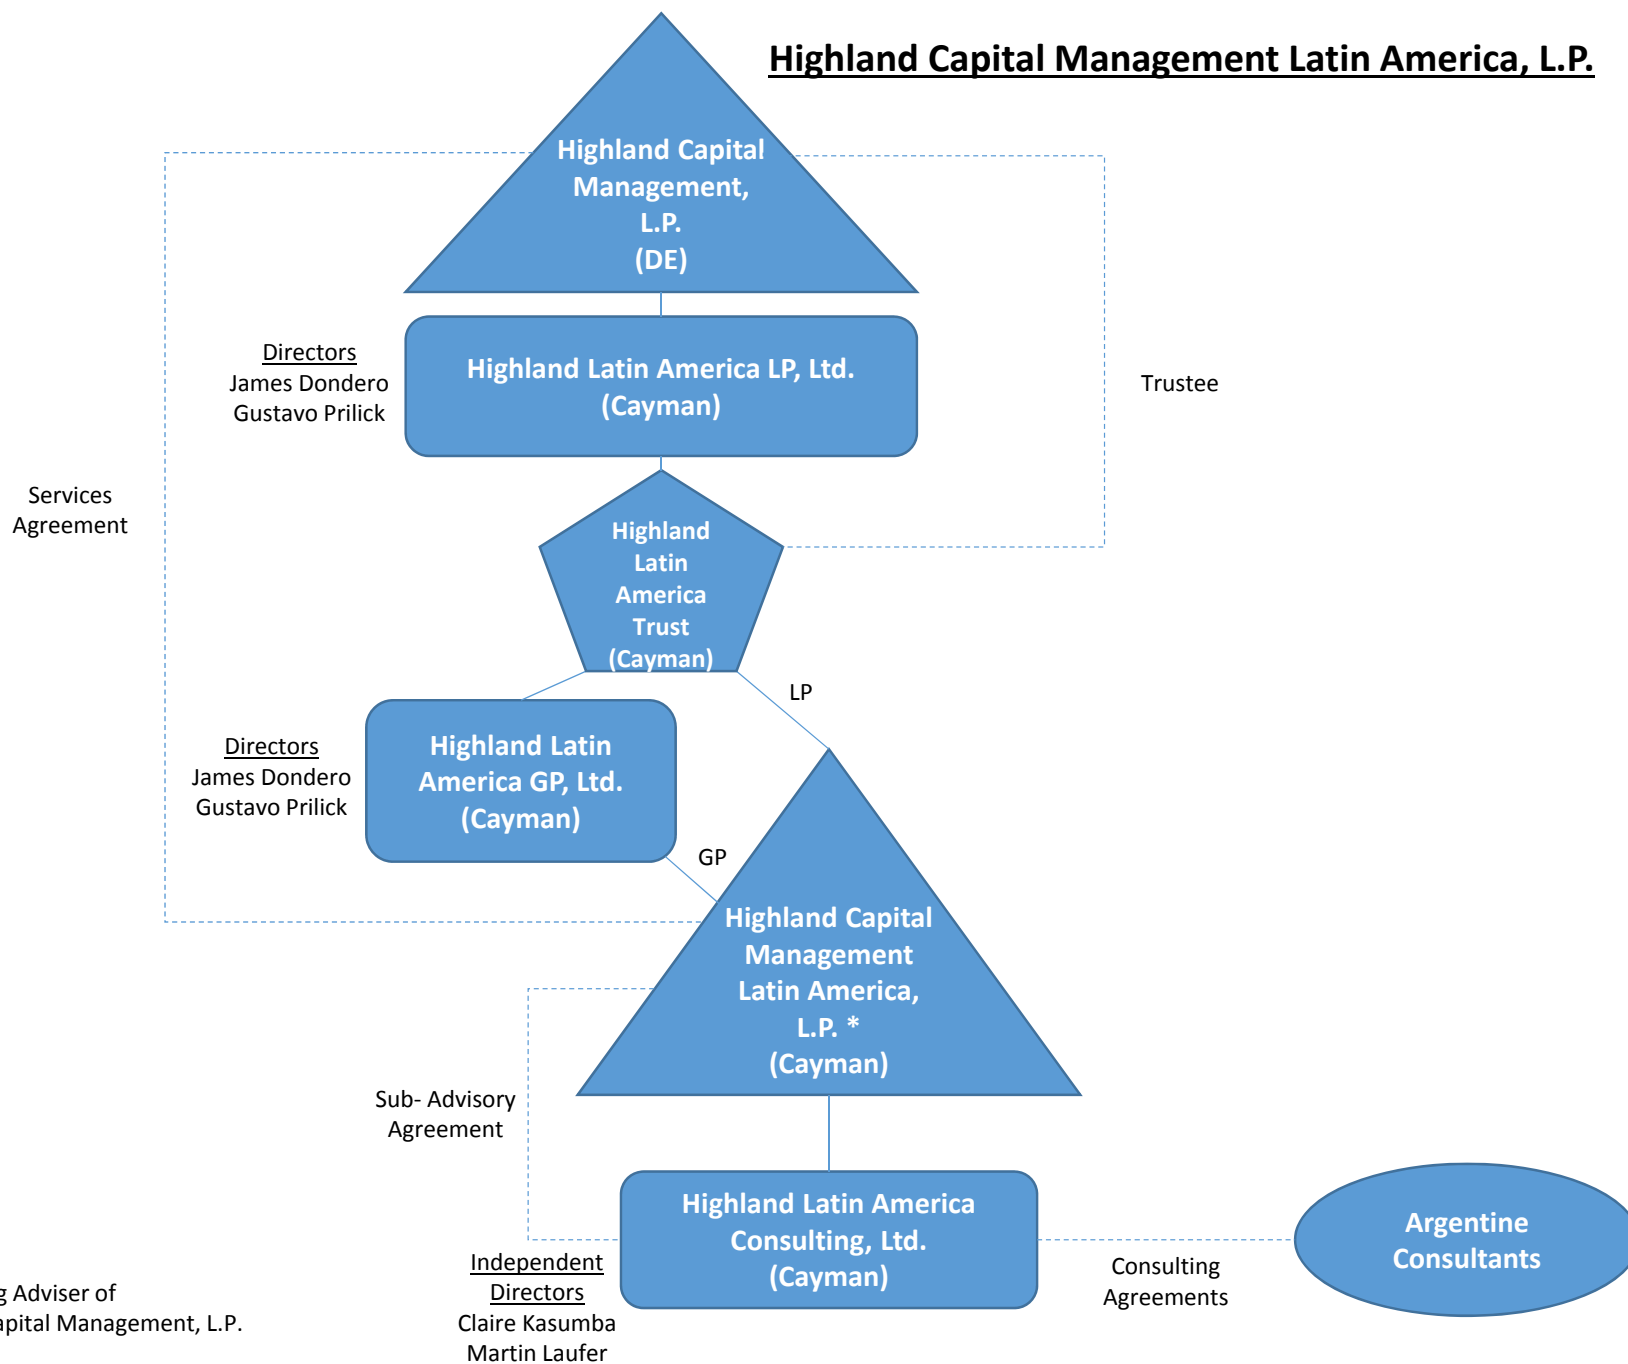 Highland Capital Management Latin America, L.P.
Highland Capital
Management,
L.P.
(DE)
Directors
James Dondero
Gustavo Prilick
Highland Latin America LP, Ltd.
(Cayman)
Trustee
Services
Agreement
Highland
Latin
America
Trust
(Cayman)
LP
Directors
James Dondero
Gustavo Prilick
Highland Latin
America GP, Ltd.
(Cayman)
GP
Highland Capital
Management
Latin America,
L.P. *
(Cayman)
Sub- Advisory
Agreement
Highland Latin America
Consulting, Ltd.
(Cayman)
Independent
Directors
Claire Kasumba
Martin Laufer
Consulting
Agreements
Argentine
Consultants
Adviser of
Management, L.P.